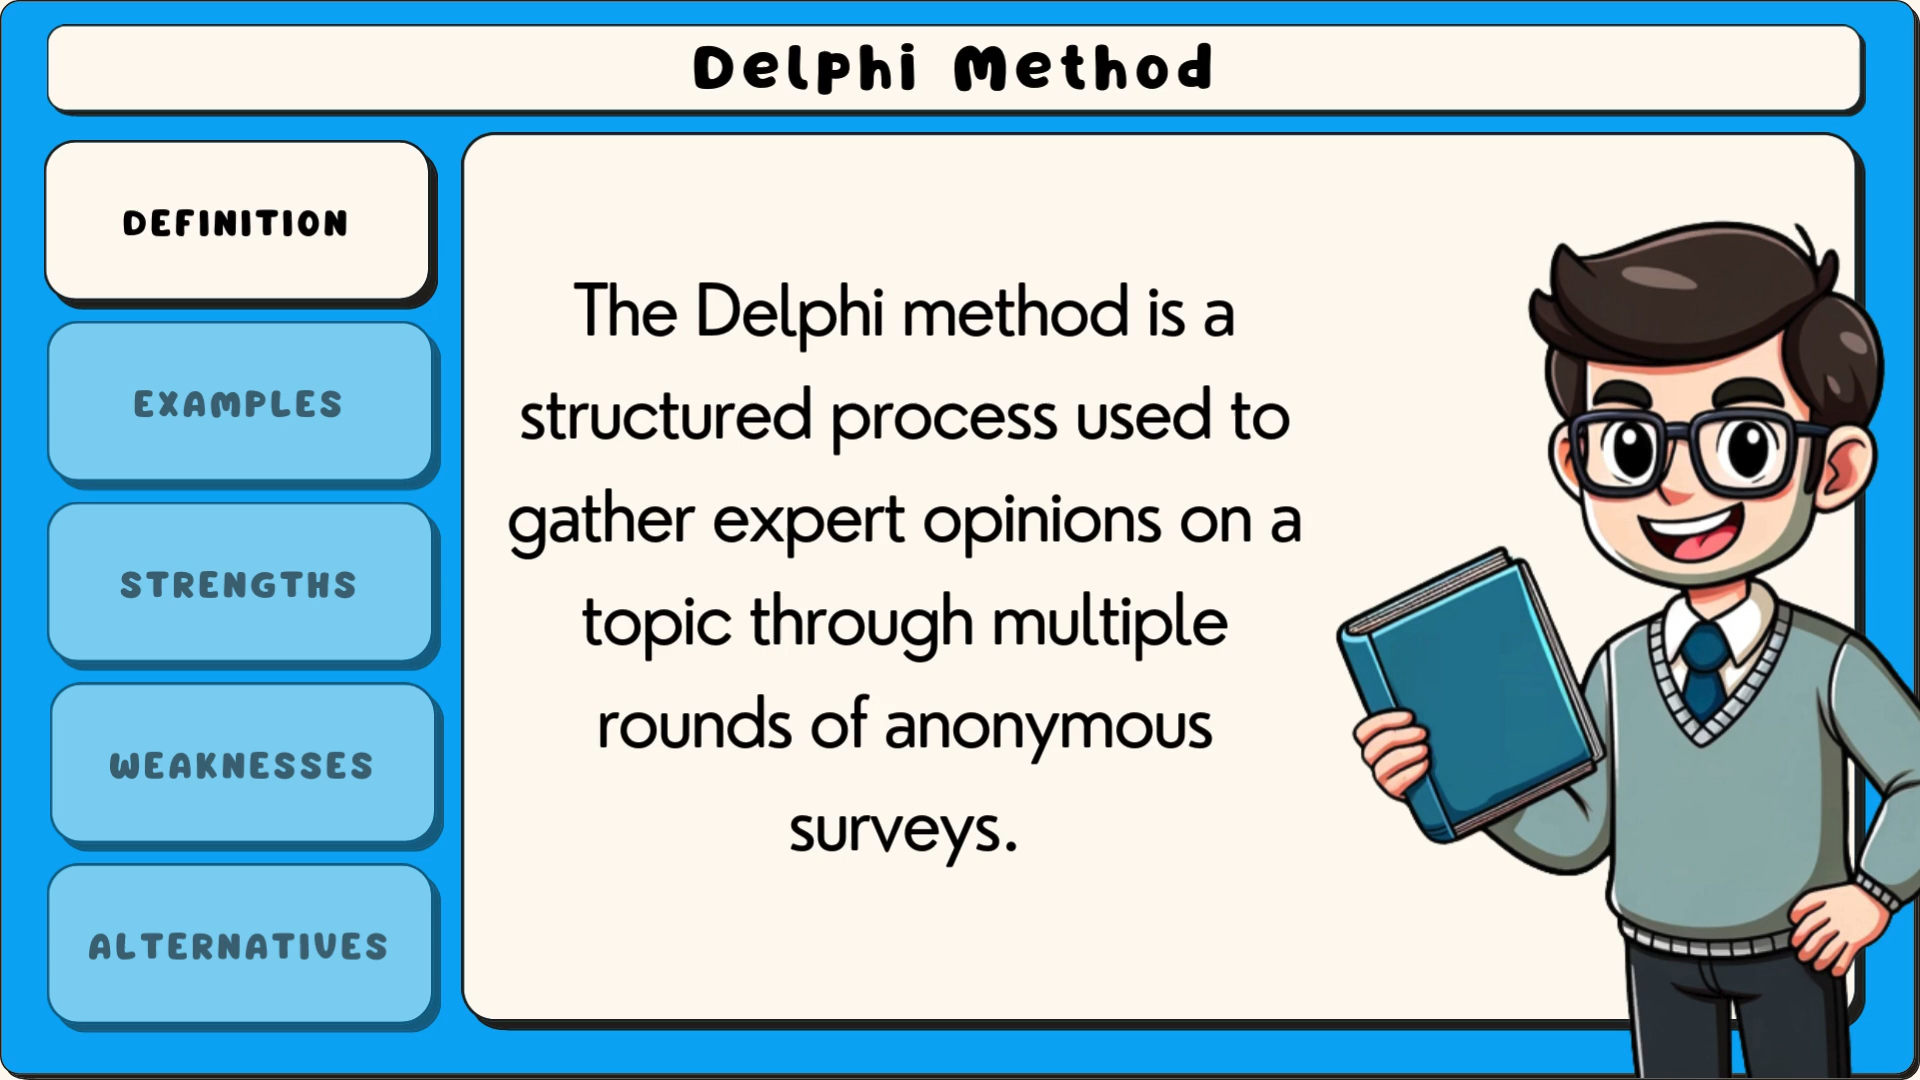 Delphi Method
DEFINITION
EXAMPLES
STRENGTHS
WEAKNESSES
ALTERNATIVES
The Delphi method is a
structured process used to
gather expert opinions on a
topic through multiple
rounds of anonymous
surveys.